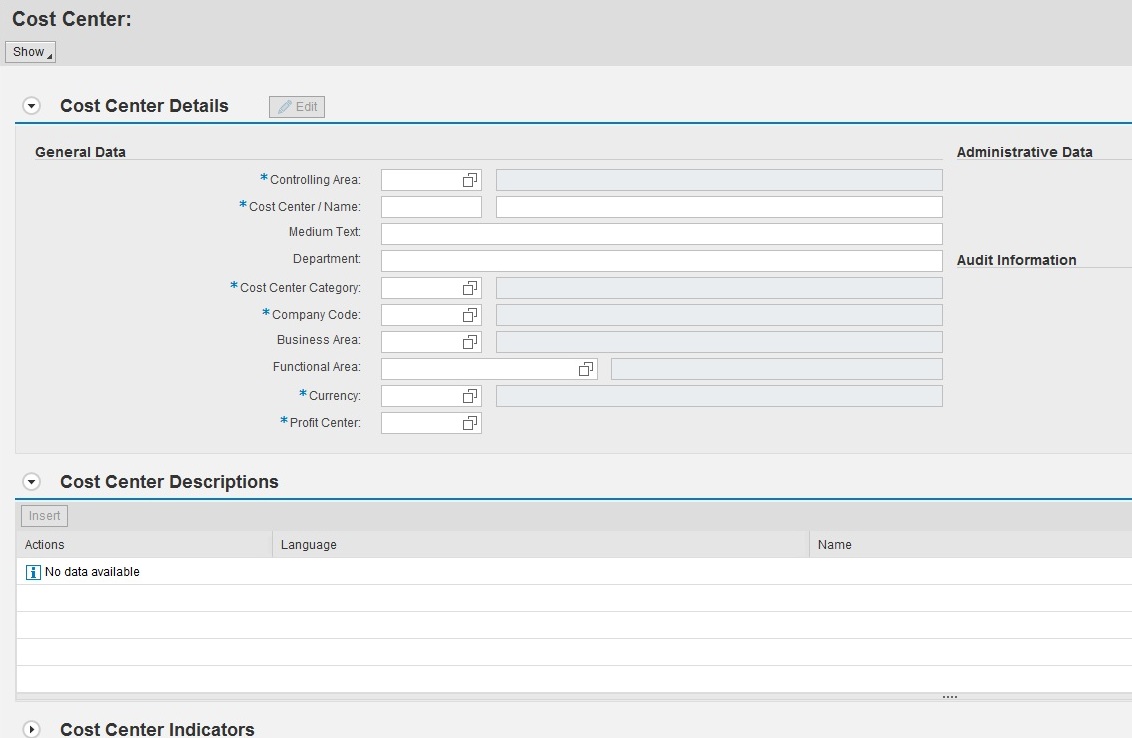 Cost Center:
Show
Cost Center Details
Edit
General Data
Administrative Data
* Controlling Area:
* Cost Center / Name:
Medium Text:
Department:
Audit Information
* Cost Center Category:
* Company Code:
Business Area:
Functional Area:
* Currency:
* Profit Center:
Cost Center Descriptions
Insert
Actions Language Name
No data available
Cost Center Indicators